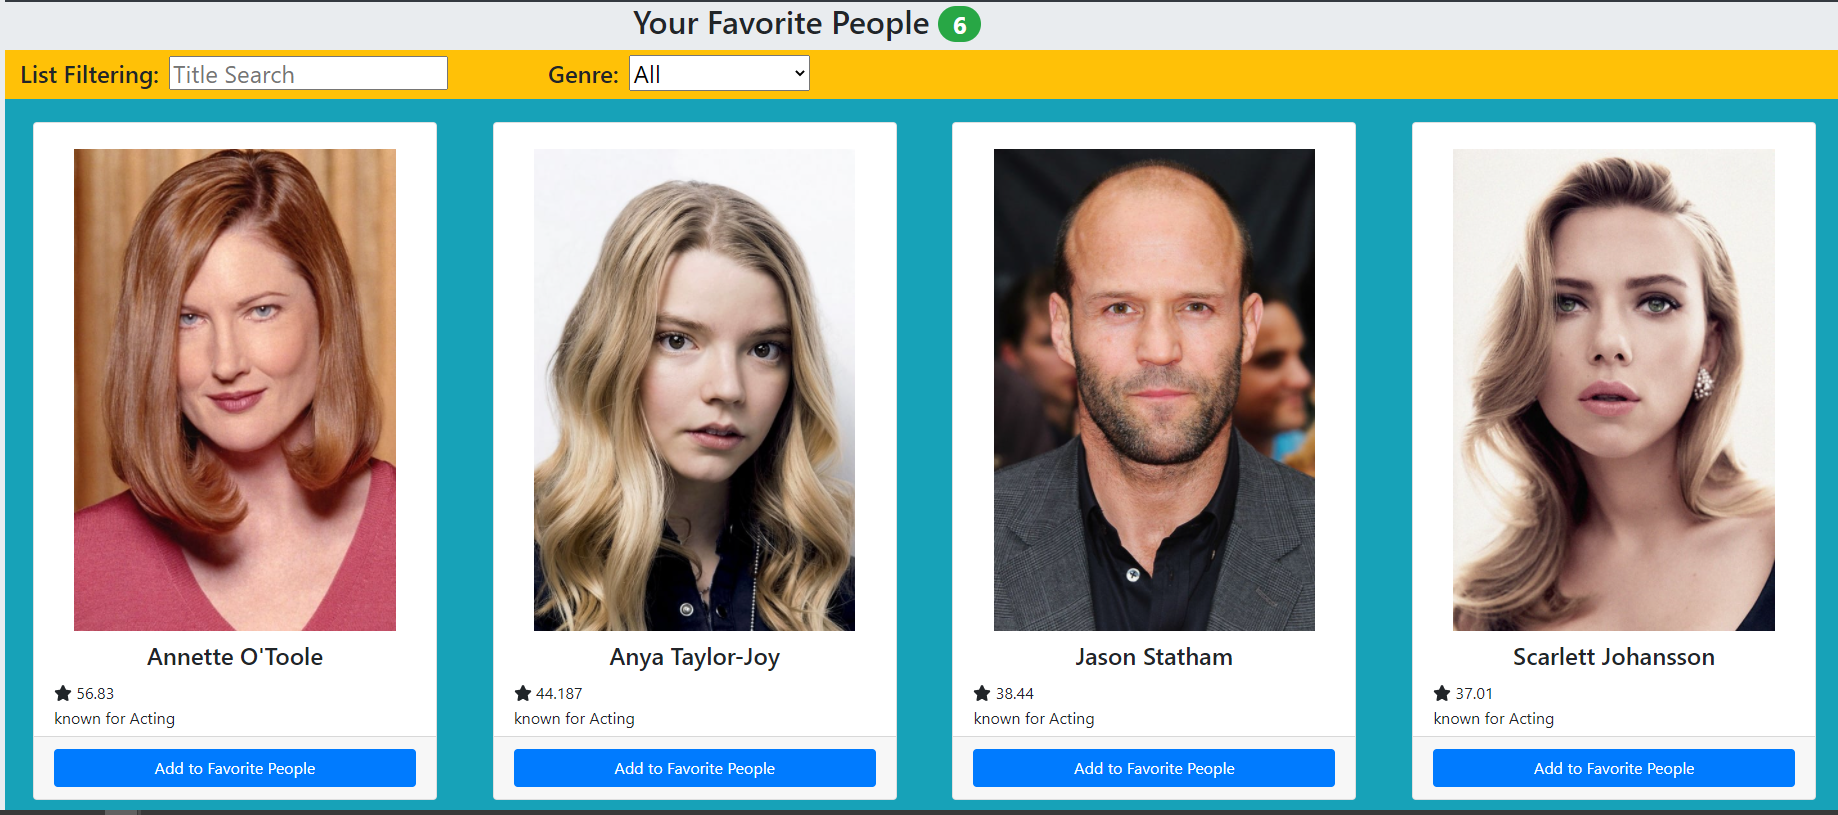 Your Favorite People 6
List Filtering: Title Search Genre: All
Annette O'Toole
56.83
known for Acting
Add to Favorite People
Anya Taylor-Joy
44.187
known for Acting
Add to Favorite People
Jason Statham
38.44
known for Acting
Add to Favorite People
Scarlett Johansson
37.01
known for Acting
Add to Favorite People